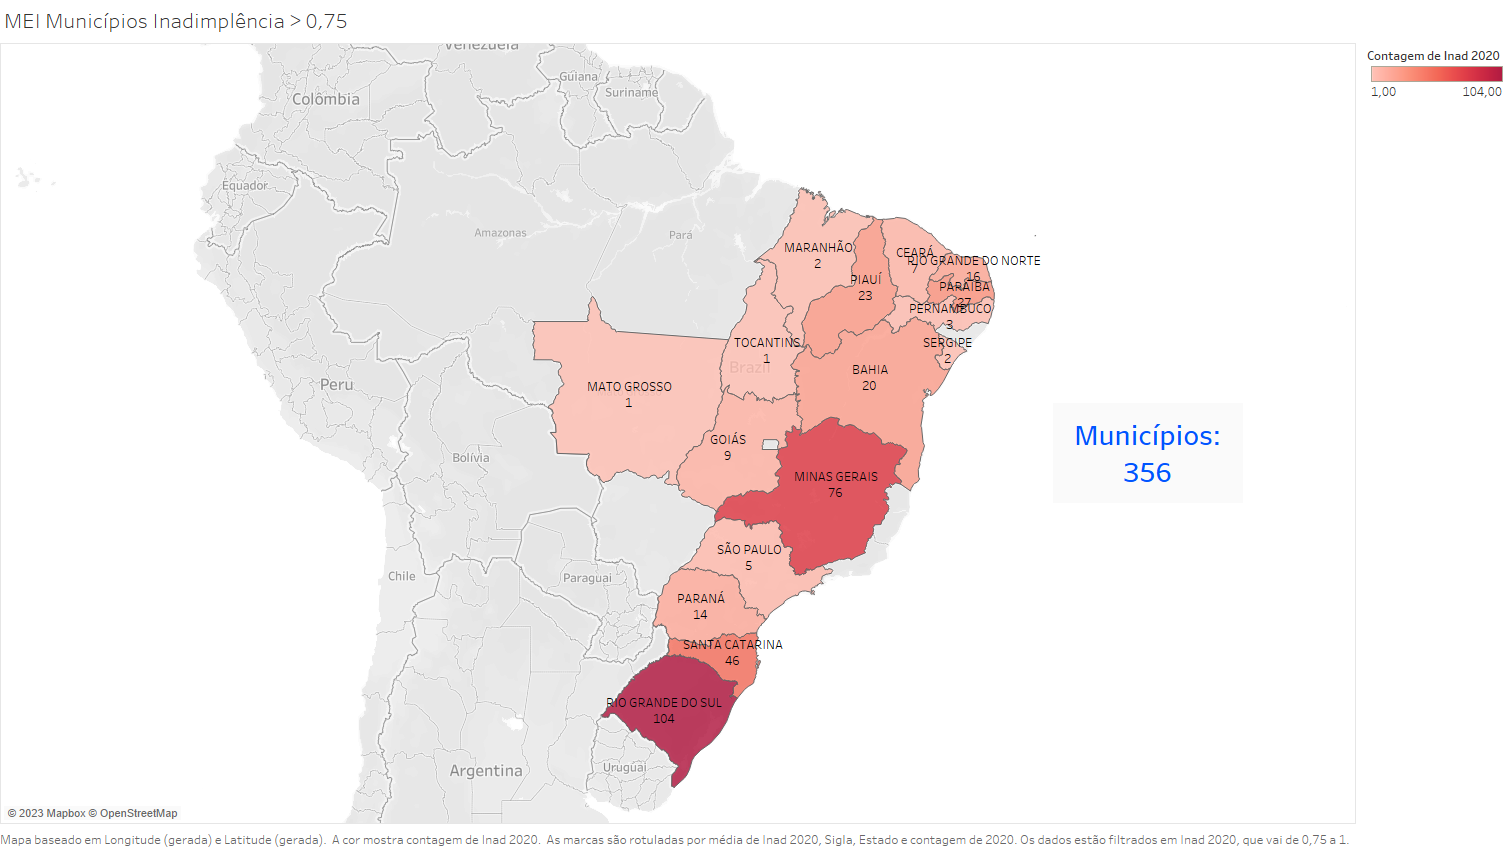 MEI Municípios Inadimplência > 0,75
Contagem de Inad 2020
1,00
104,00
Venezuela
Colômbia
Guiana
Suriname
Equador
Amazonas
Pará
MARANHÃO
2
CEARÁ
7
RIO GRANDE DO NORTE
16
PIAUÍ
23
PARAÍBA
27
PERNAMBUCO
3
SERGIPE
2
TOCANTINS
1
Brazil
BAHIA
20
Peru
MATO GROSSO
1
GOIÁS
9
Bolívia
MINAS GERAIS
76
Municípios:
356
SÃO PAULO
5
Chile
Paraguai
PARANÁ
14
SANTA CATARINA
46
RIO GRANDE DO SUL
104
Argentina
Uruguai
© 2023 Mapbox © OpenStreetMap
Mapa baseado em Longitude (gerada) e Latitude (gerada). A cor mostra contagem de Inad 2020. As marcas são rotuladas por média de Inad 2020, Sigla, Estado e contagem de 2020. Os dados estão filtrados em Inad 2020, que vai de 0,75 a 1.